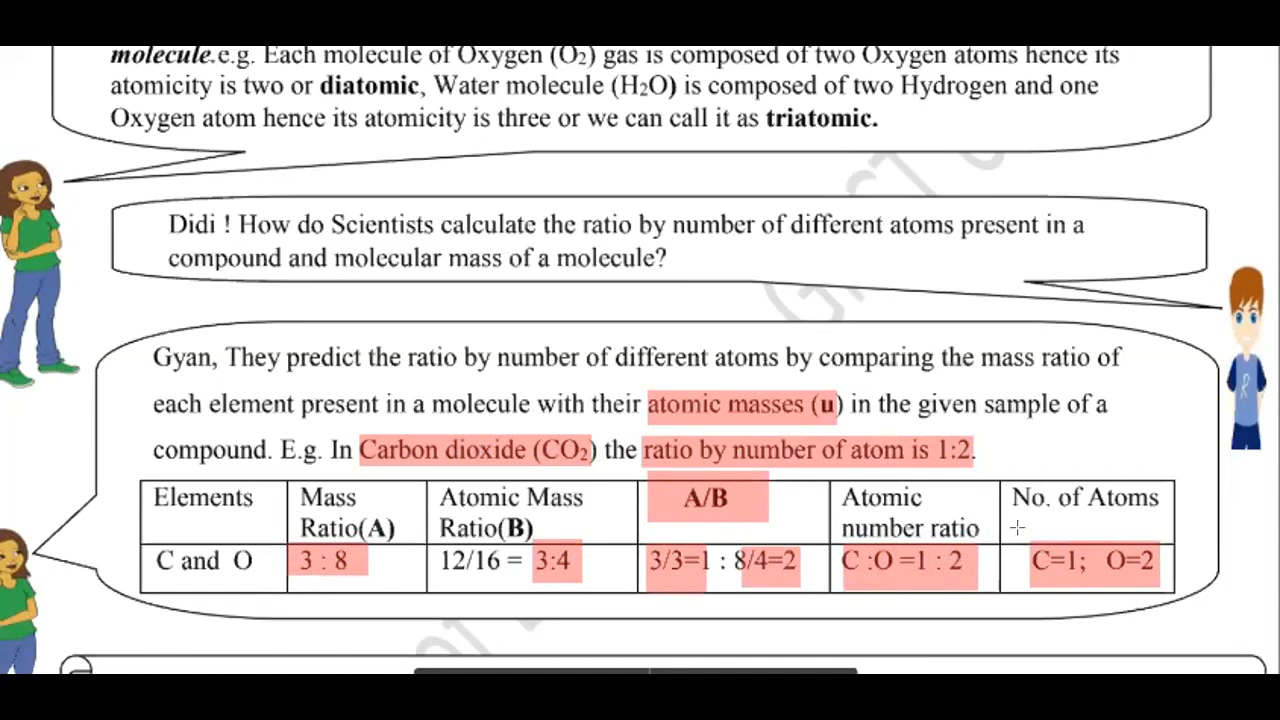 molecule.e.g. Each molecule of Oxygen (O₂) gas is composed of two Oxygen atoms hence its
atomicity is two or diatomic, Water molecule (H₂O) is composed of two Hydrogen and one
Oxygen atom hence its atomicity is three or we can call it as triatomic.
Didi ! How do Scientists calculate the ratio by number of different atoms present in a
compound and molecular mass of a molecule?
Gyan, They predict the ratio by number of different atoms by comparing the mass ratio of
each element present in a molecule with their atomic masses (u) in the given sample of a
compound. E.g. In Carbon dioxide (CO₂) the ratio by number of atom is 1:2.
Elements Mass Atomic Mass A/B Atomic No. of Atoms
Ratio(A) Ratio(B) number ratio
C and O 3 : 8 12/16 = 3:4 3/3=1 : 8/4=2 C :O =1 : 2 C=1; O=2